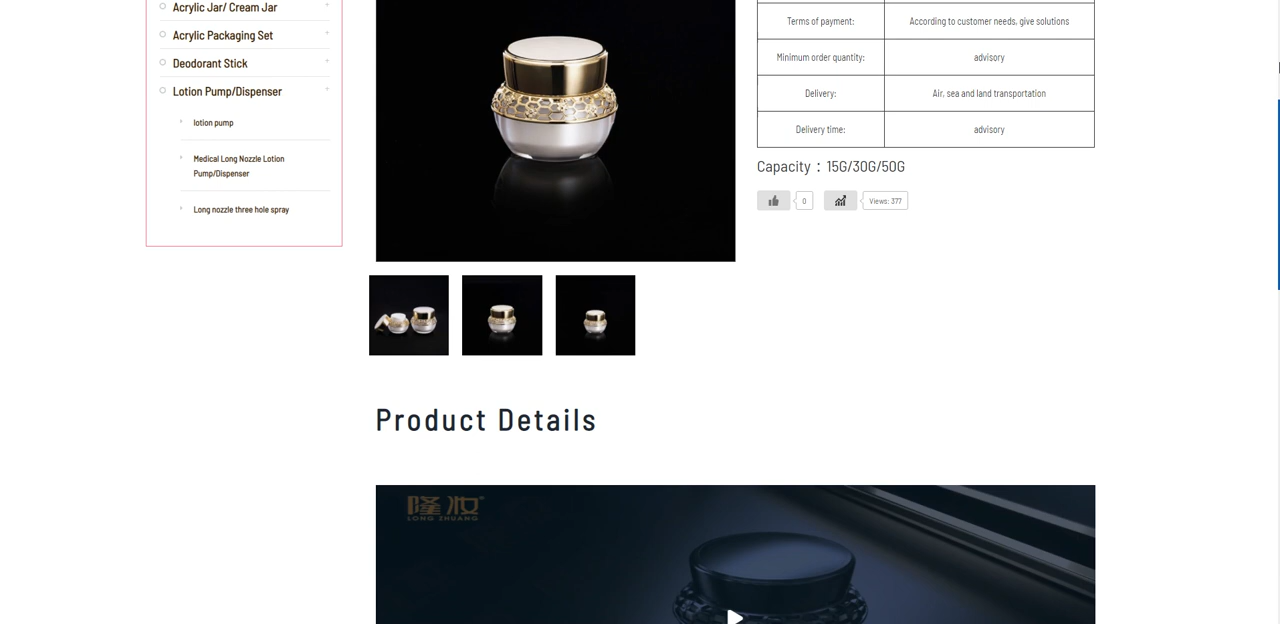 Acrylic Jar/ Cream Jar
Acrylic Packaging Set
Deodorant Stick
Lotion Pump/Dispenser
lotion pump
Medical Long Nozzle Lotion
Pump/Dispenser
Long nozzle three hole spray
Terms of payment: According to customer needs, give solutions
Minimum order quantity: advisory
Delivery: Air, sea and land transportation
Delivery time: advisory
Capacity：15G/30G/50G
0 Views: 377
Product Details
隆妆
LONG ZHUANG